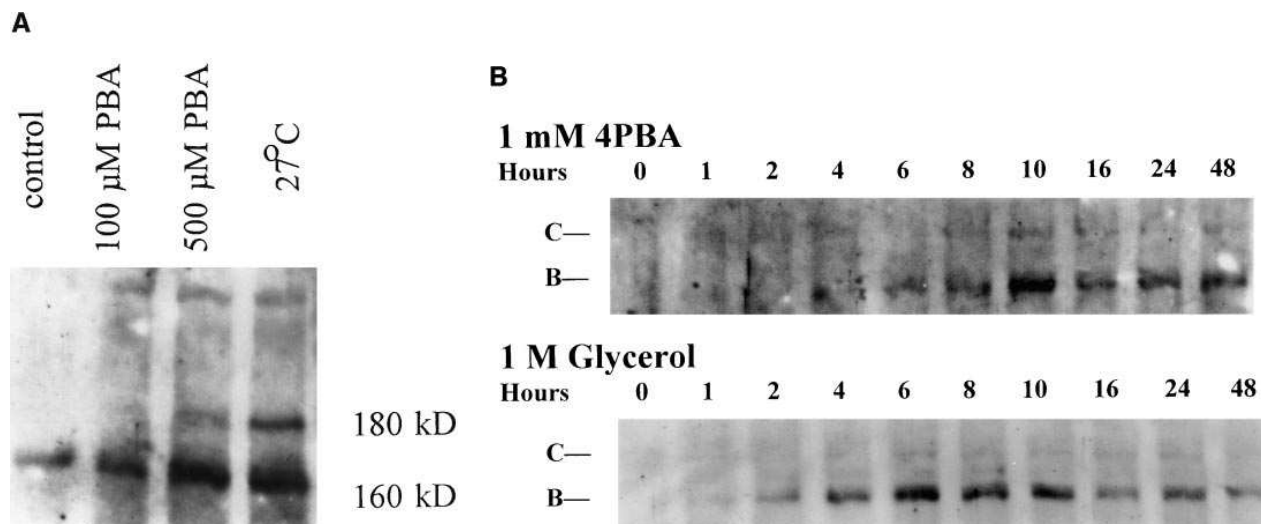 A
control
100 µM PBA
500 µM PBA
27°C
180 kD
160 kD
B
1 mM 4PBA
Hours 0 1 2 4 6 8 10 16 24 48
C—
B—
1 M Glycerol
Hours 0 1 2 4 6 8 10 16 24 48
C—
B—